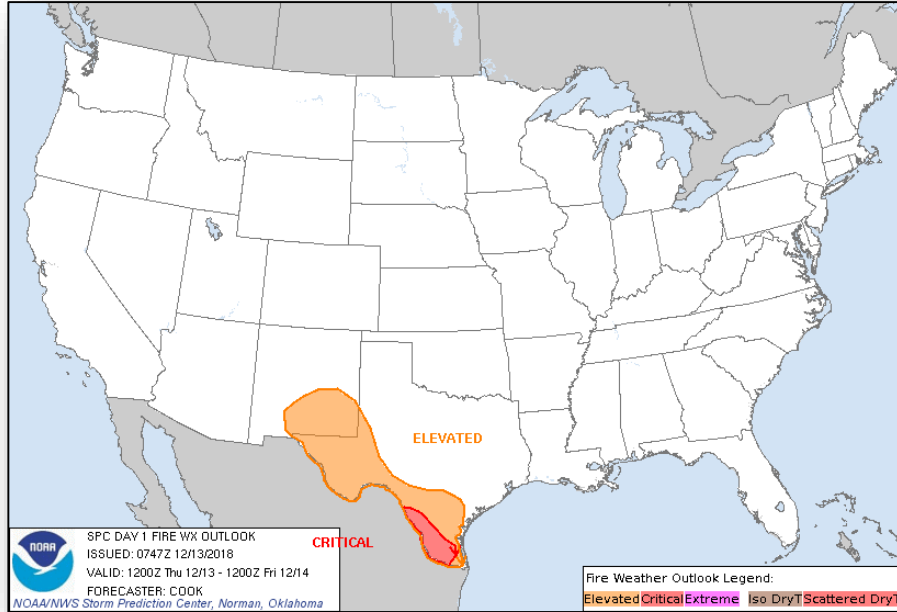 ELEVATED
CRITICAL
NOAA
SPC DAY 1 FIRE WX OUTLOOK
ISSUED: 0747Z 12/13/2018
VALID: 1200Z Thu 12/13 - 1200Z Fri 12/14
FORECASTER: COOK
NOAA/NWS Storm Prediction Center, Norman, Oklahoma
Fire Weather Outlook Legend:
Elevated Critical Extreme Iso DryT Scattered DryT